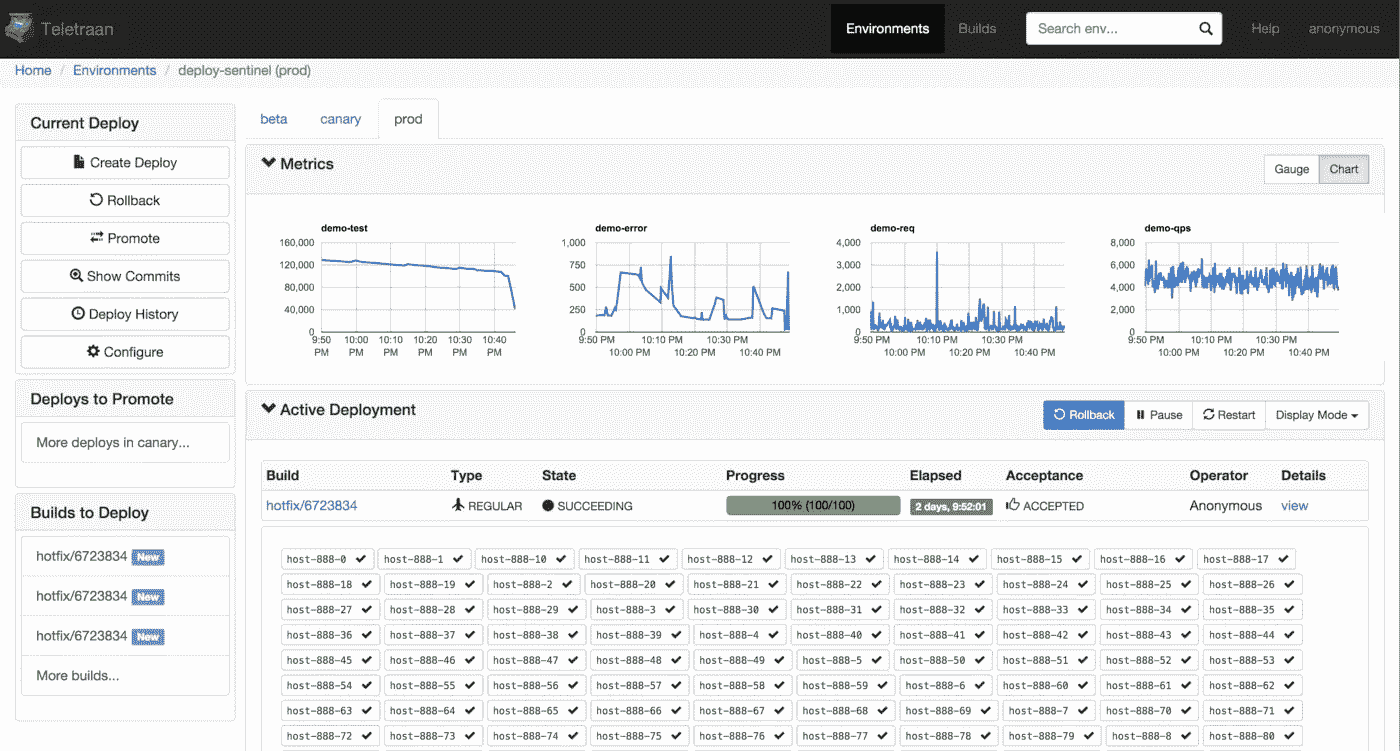 Teletraan
Environments Builds Search env... Help anonymous
Home / Environments / deploy-sentinel (prod)
Current Deploy
Create Deploy
Rollback
Promote
Show Commits
Deploy History
Configure
Deploys to Promote
More deploys in canary...
Builds to Deploy
hotfix/6723834 New
hotfix/6723834 New
hotfix/6723834 New
More builds...
beta canary prod
Metrics
Gauge Chart
demo-test
160,000
120,000
80,000
40,000
0
9:50 PM 10:00 PM 10:10 PM 10:20 PM 10:30 PM 10:40 PM
demo-error
1,000
750
500
250
0
9:50 PM 10:10 PM 10:30 PM
10:00 PM 10:20 PM 10:40 PM
demo-req
4,000
3,000
2,000
1,000
0
9:50 PM 10:10 PM 10:30 PM
10:00 PM 10:20 PM 10:40 PM
demo-qps
8,000
6,000
4,000
2,000
0
9:50 PM 10:10 PM 10:30 PM
10:00 PM 10:20 PM 10:40 PM
Active Deployment
Rollback Pause Restart Display Mode
Build Type State Progress Elapsed Acceptance Operator Details
hotfix/6723834 REGULAR SUCCEEDING 100% (100/100) 2 days, 9:52:01 ACCEPTED Anonymous view
host-888-0 host-888-1 host-888-10 host-888-11 host-888-12 host-888-13 host-888-14 host-888-15 host-888-16 host-888-17
host-888-18 host-888-19 host-888-2 host-888-20 host-888-21 host-888-22 host-888-23 host-888-24 host-888-25 host-888-26
host-888-27 host-888-28 host-888-29 host-888-3 host-888-30 host-888-31 host-888-32 host-888-33 host-888-34 host-888-35
host-888-36 host-888-37 host-888-38 host-888-39 host-888-4 host-888-40 host-888-41 host-888-42 host-888-43 host-888-44
host-888-45 host-888-46 host-888-47 host-888-48 host-888-49 host-888-5 host-888-50 host-888-51 host-888-52 host-888-53
host-888-54 host-888-55 host-888-56 host-888-57 host-888-58 host-888-59 host-888-6 host-888-60 host-888-61 host-888-62
host-888-63 host-888-64 host-888-65 host-888-66 host-888-67 host-888-68 host-888-69 host-888-7 host-888-70 host-888-71
host-888-72 host-888-73 host-888-74 host-888-75 host-888-76 host-888-77 host-888-78 host-888-79 host-888-8 host-888-80